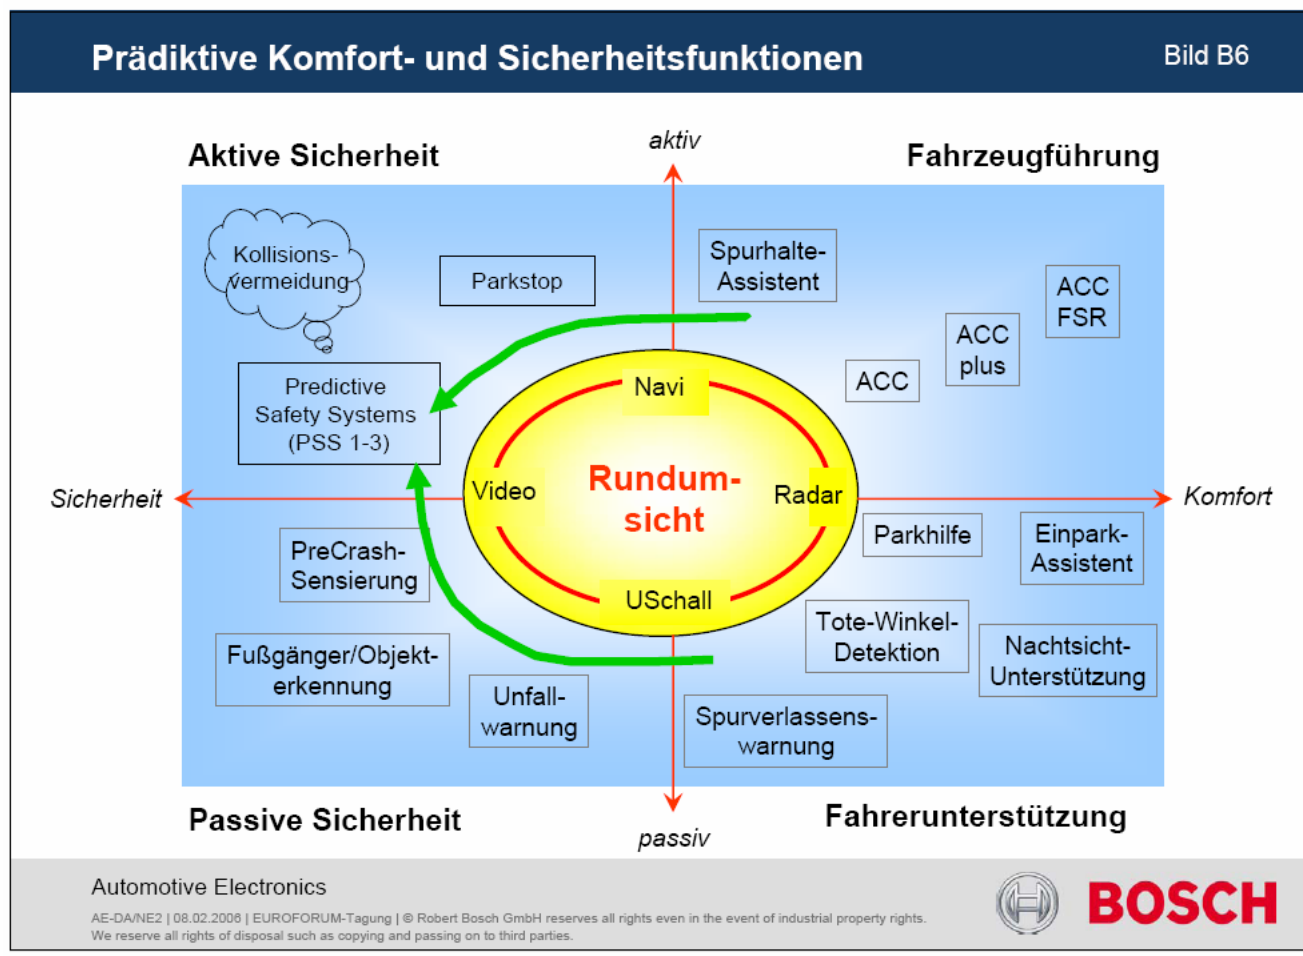 Prädiktive Komfort- und Sicherheitsfunktionen
Bild B6
Aktive Sicherheit
aktiv
Fahrzeugführung
Kollisions-
vermeidung
Parkstop
Spurhalte-
Assistent
ACC
FSR
ACC
plus
ACC
Predictive
Safety Systems
(PSS 1-3)
Navi
Video
Rundum-
sicht
Radar
USchall
Sicherheit
Komfort
PreCrash-
Sensierung
Parkhilfe
Einpark-
Assistent
Fußgänger/Objekt-
erkennung
Unfall-
warnung
Tote-Winkel-
Detektion
Nachtsicht-
Unterstützung
Spurverlassens-
warnung
Passive Sicherheit
passiv
Fahrerunterstützung
Automotive Electronics
AE-DA/NE2 | 08.02.2006 | EUROFORUM-Tagung | © Robert Bosch GmbH reserves all rights even in the event of industrial property rights.
We reserve all rights of disposal such as copying and passing on to third parties.
BOSCH